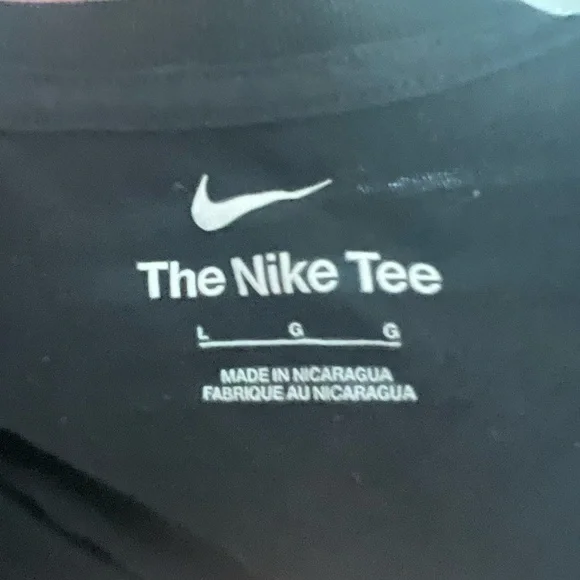 The Nike Tee
L G G
MADE IN NICARAGUA
FABRIQUE AU NICARAGUA